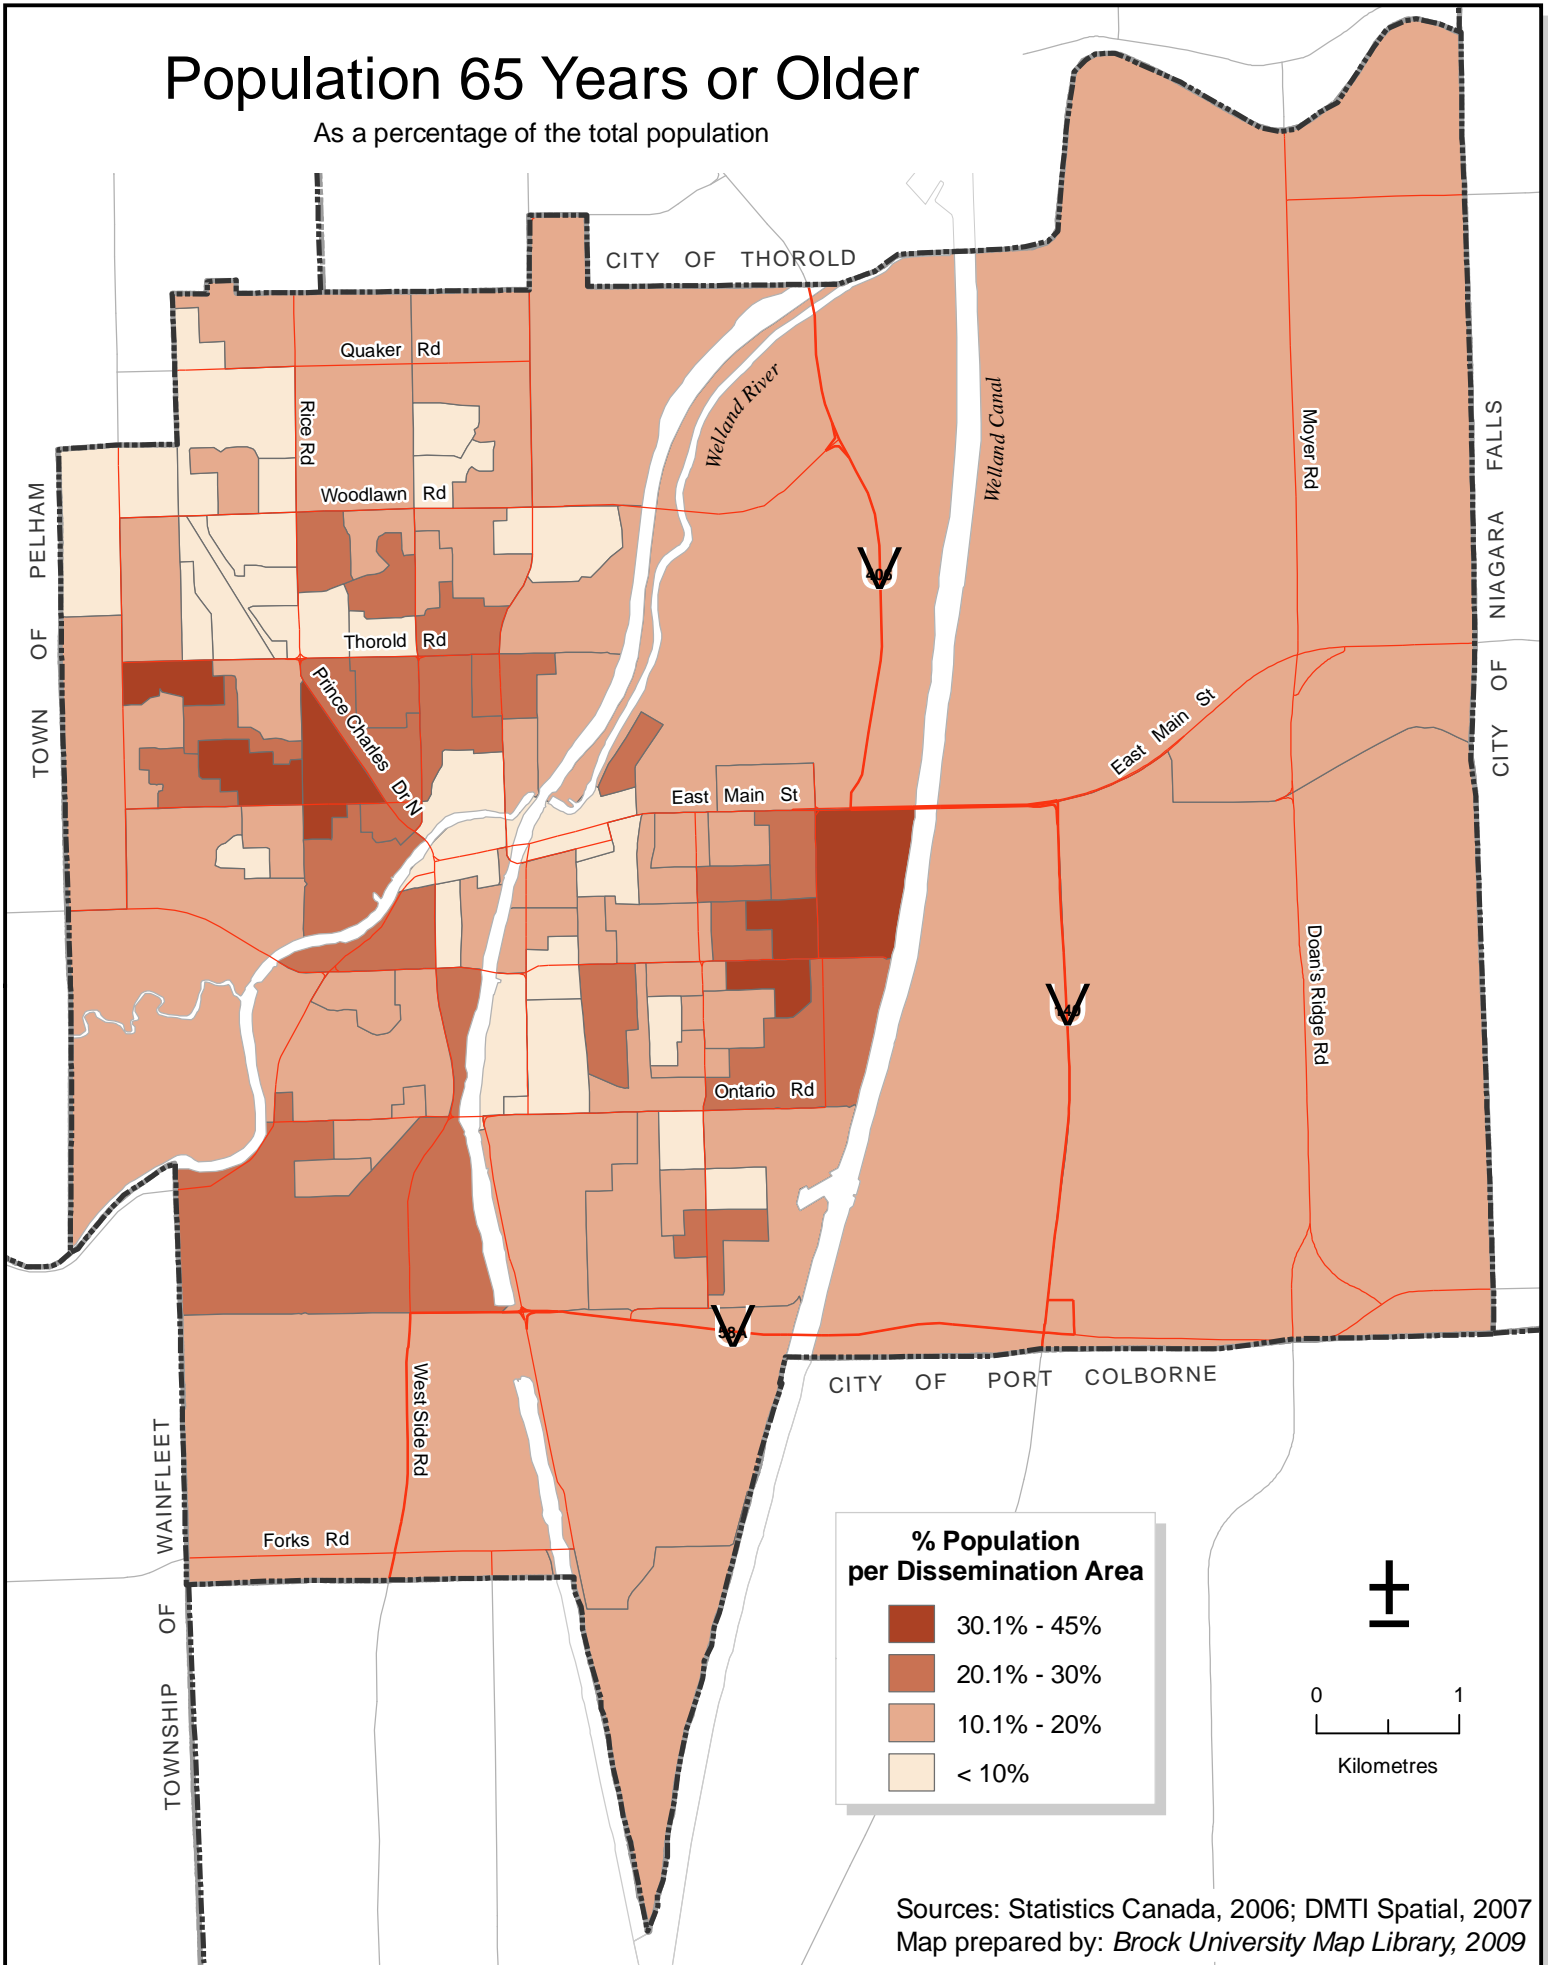 Population 65 Years or Older
As a percentage of the total population
CITY OF THOROLD
Quaker Rd
Rice Rd
Welland River
Welland Canal
Moyer Rd
CITY OF NIAGARA FALLS
TOWN OF PELHAM
Woodlawn Rd
406
Thorold Rd
Prince Charles Dr N
East Main St
East Main St
Doan's Ridge Rd
140
Ontario Rd
58A
CITY OF PORT COLBORNE
West Side Rd
TOWNSHIP OF WAINFLEET
Forks Rd
% Population
per Dissemination Area
30.1% - 45%
20.1% - 30%
10.1% - 20%
< 10%
0 1
Kilometres
Sources: Statistics Canada, 2006; DMTI Spatial, 2007
Map prepared by: Brock University Map Library, 2009